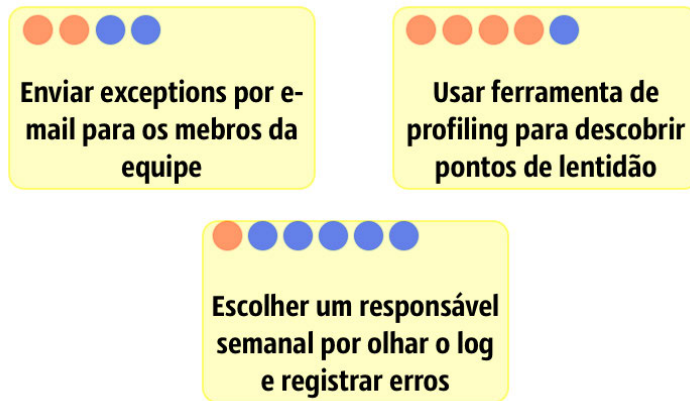 Enviar exceptions por e-
mail para os mebros da
equipe
Usar ferramenta de
profiling para descobrir
pontos de lentidão
Escolher um responsável
semanal por olhar o log
e registrar erros